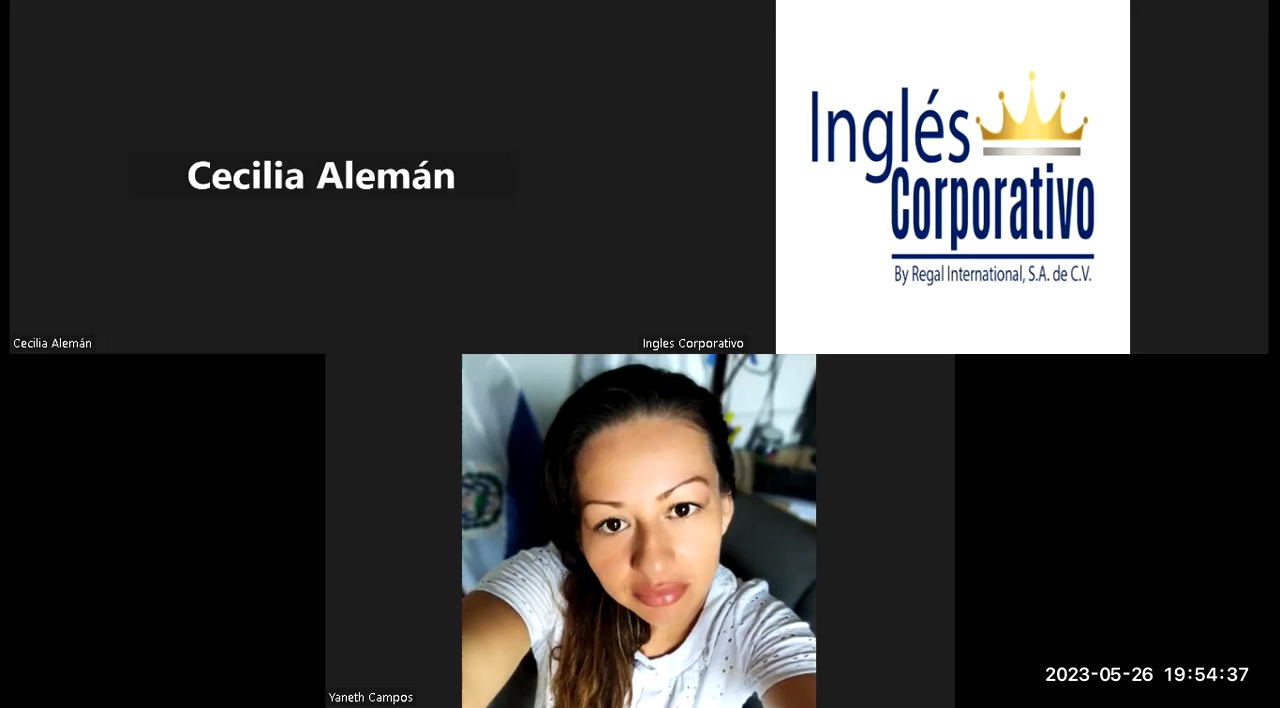 Cecilia Alemán
Inglés
Corporativo
By Regal International, S.A. de C.V.
Cecilia Alemán
Ingles Corporativo
Yaneth Campos
2023-05-26 19:54:37